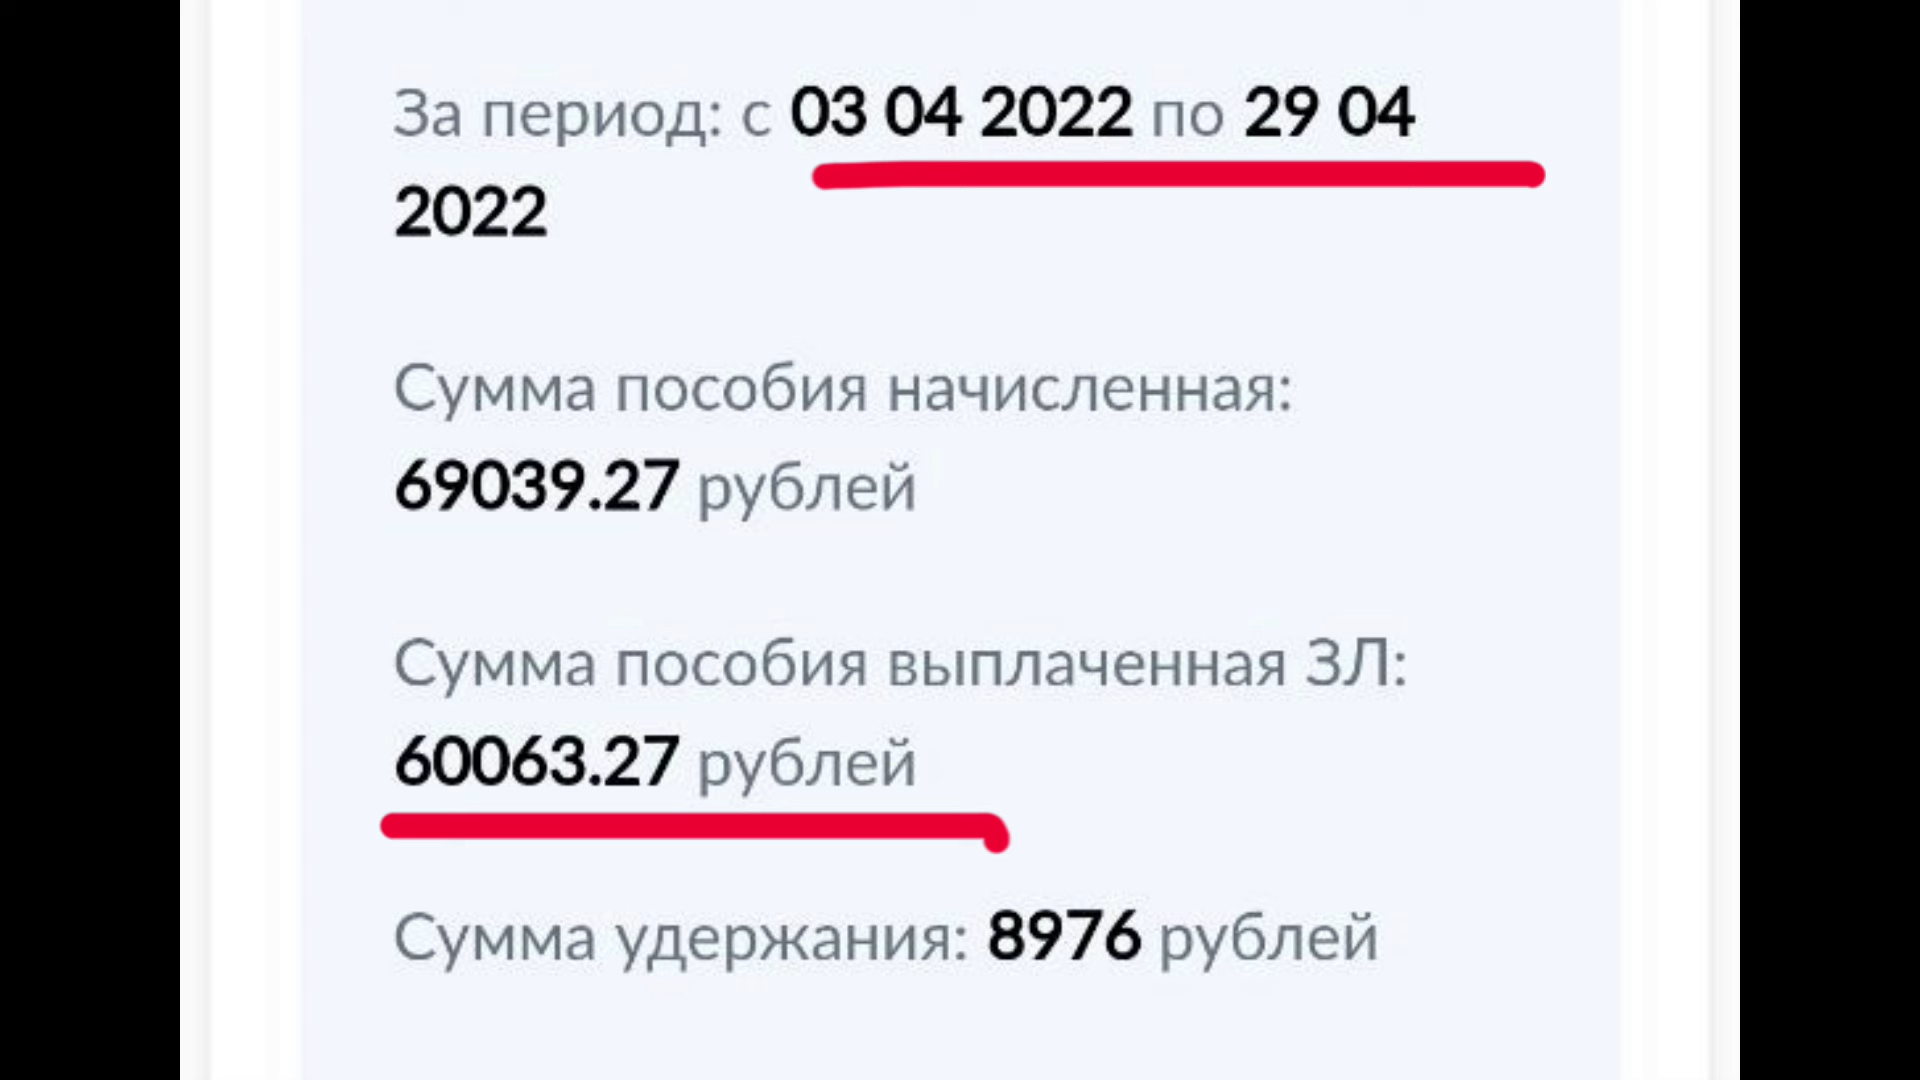 За период: с 03 04 2022 по 29 04
2022
Сумма пособия начисленная:
69039.27 рублей
Сумма пособия выплаченная ЗЛ:
60063.27 рублей
Сумма удержания: 8976 рублей